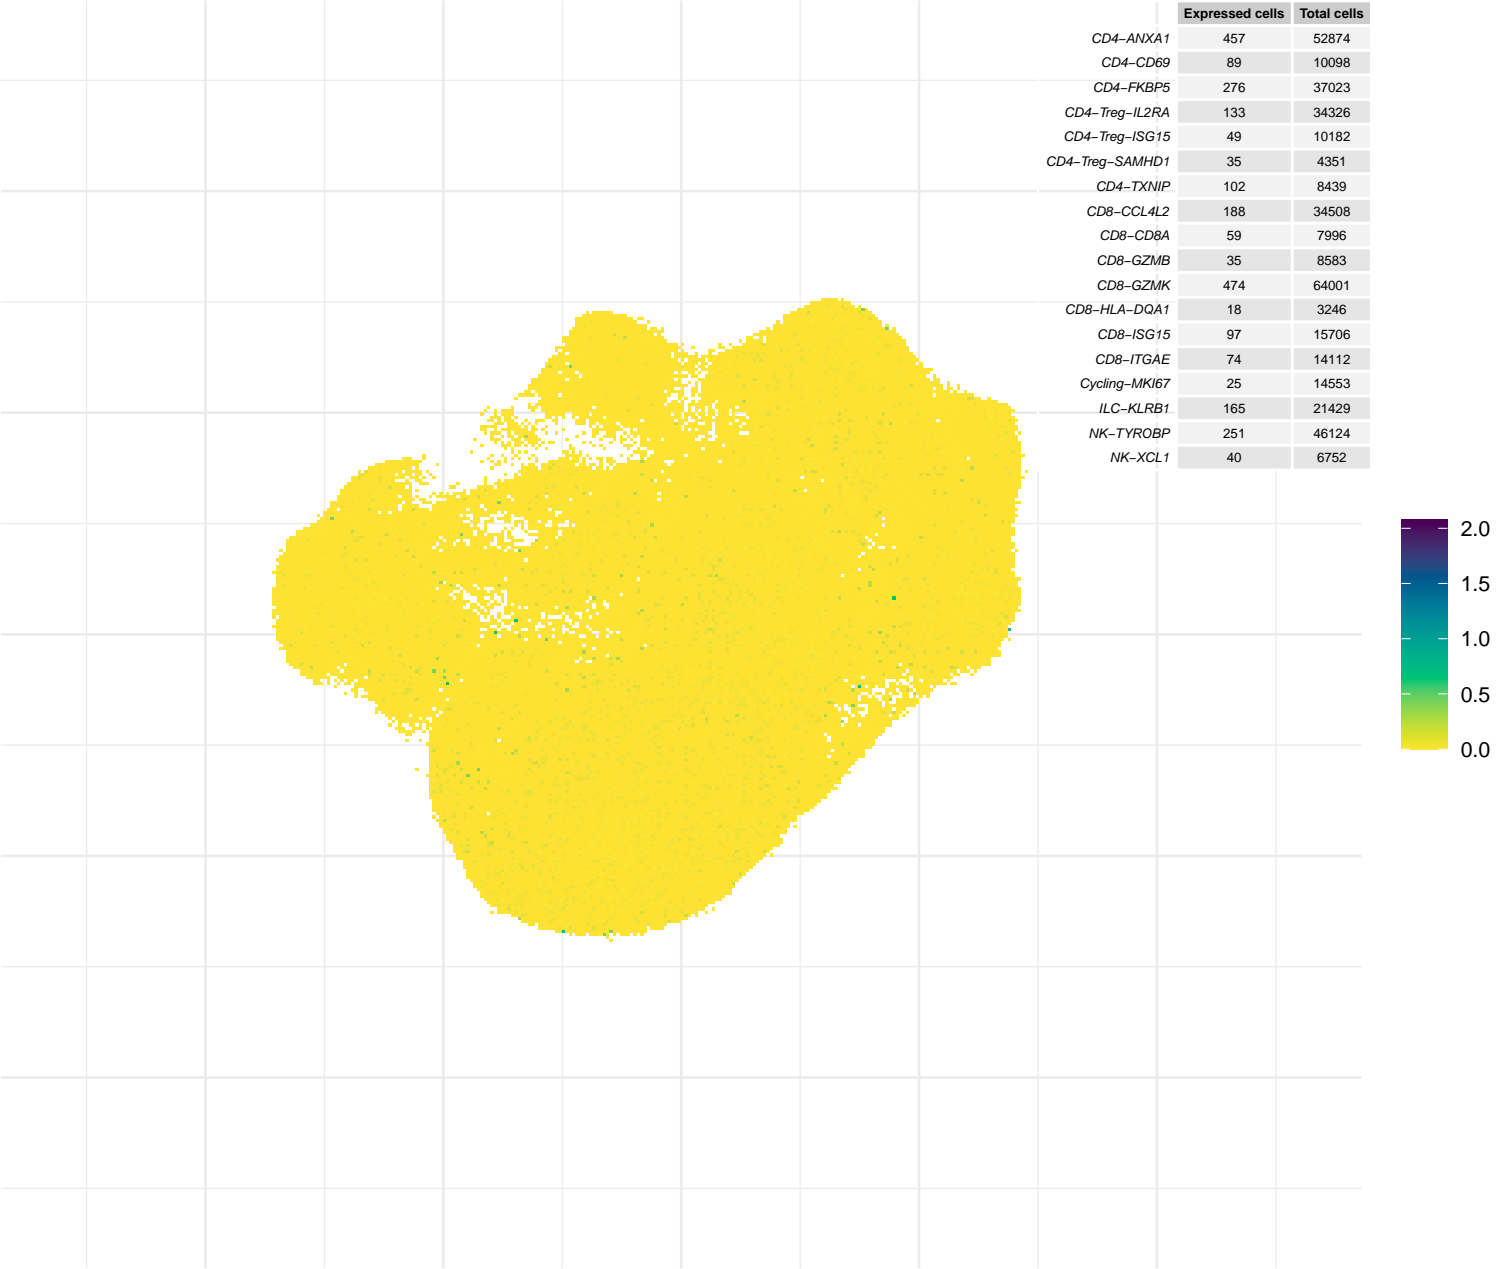 Expressed cells Total cells
CD4−ANXA1 457 52874
CD4−CD69 89 10098
CD4−FKBP5 276 37023
CD4−Treg−IL2RA 133 34326
CD4−Treg−ISG15 49 10182
CD4−Treg−SAMHD1 35 4351
CD4−TXNIP 102 8439
CD8−CCL4L2 188 34508
CD8−CD8A 59 7996
CD8−GZMB 35 8583
CD8−GZMK 474 64001
CD8−HLA−DQA1 18 3246
CD8−ISG15 97 15706
CD8−ITGAE 74 14112
Cycling−MKI67 25 14553
ILC−KLRB1 165 21429
NK−TYROBP 251 46124
NK−XCL1 40 6752
2.0
1.5
1.0
0.5
0.0